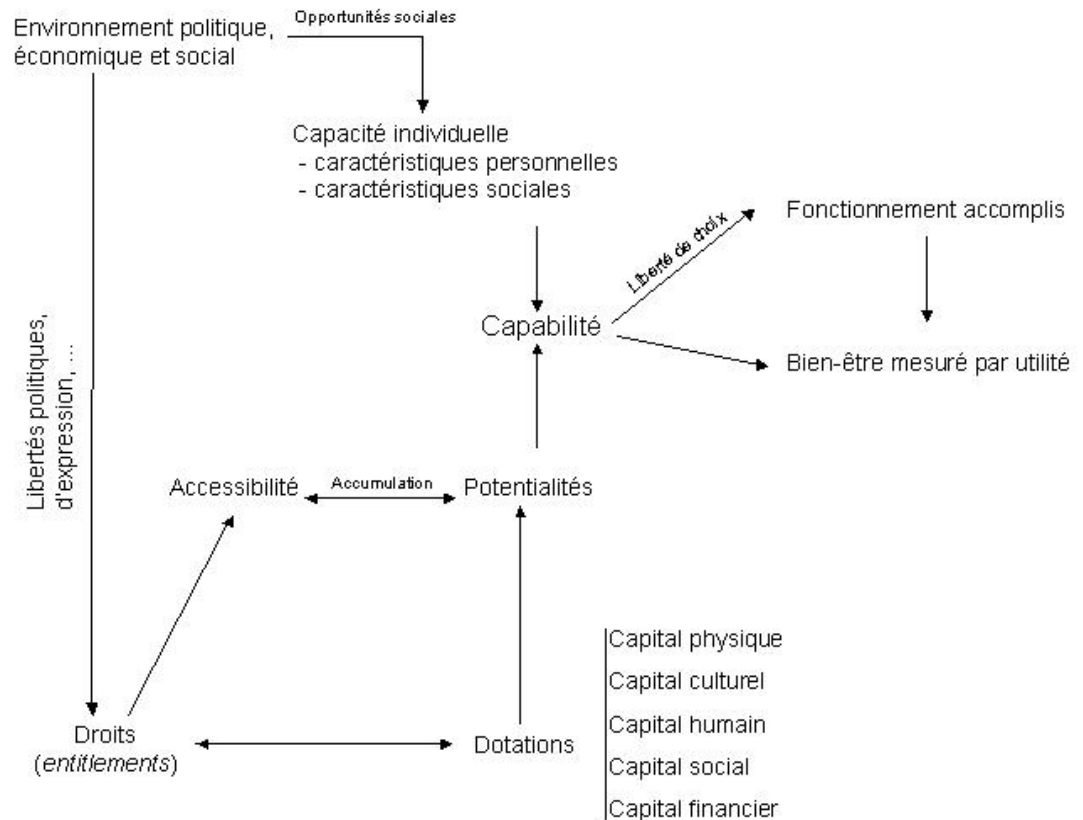 Opportunités sociales
Environnement politique,
économique et social
Capacité individuelle
- caractéristiques personnelles
- caractéristiques sociales
Fonctionnement accomplis
Liberté de choix
Capabilité
Bien-être mesuré par utilité
Libertés politiques,
d'expression, ...
Accessibilité
Accumulation
Potentialités
Capital physique
Capital culturel
Capital humain
Capital social
Capital financier
Droits
(entitlements)
Dotations